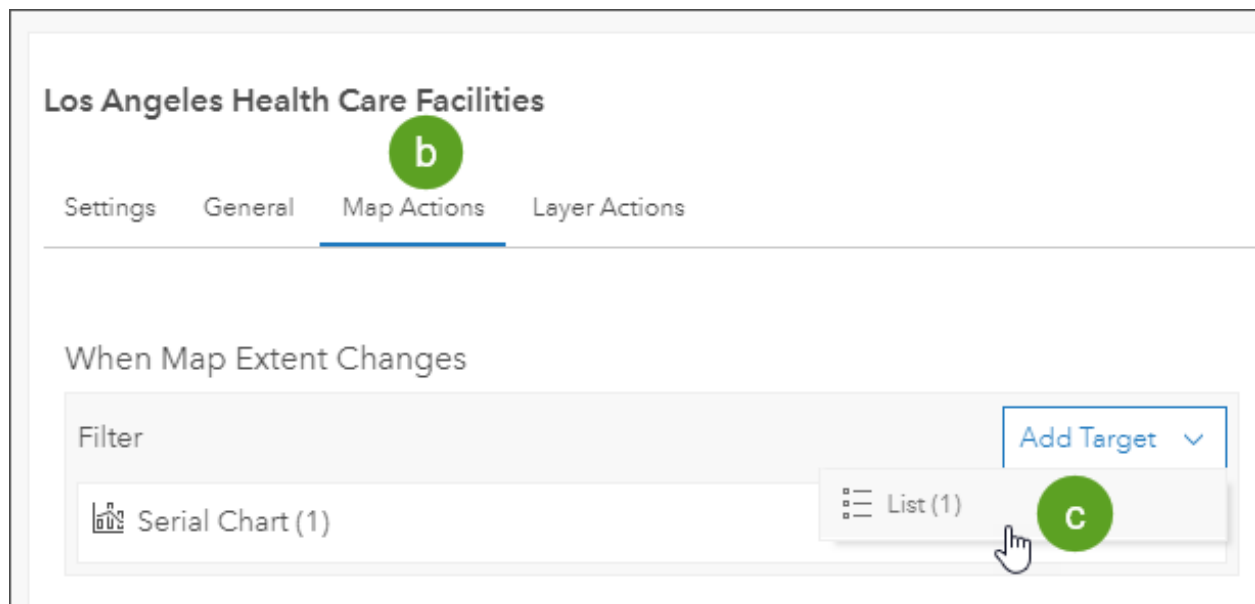 Los Angeles Health Care Facilities
b
Settings General Map Actions Layer Actions
When Map Extent Changes
Filter Add Target
Serial Chart (1) List (1) c